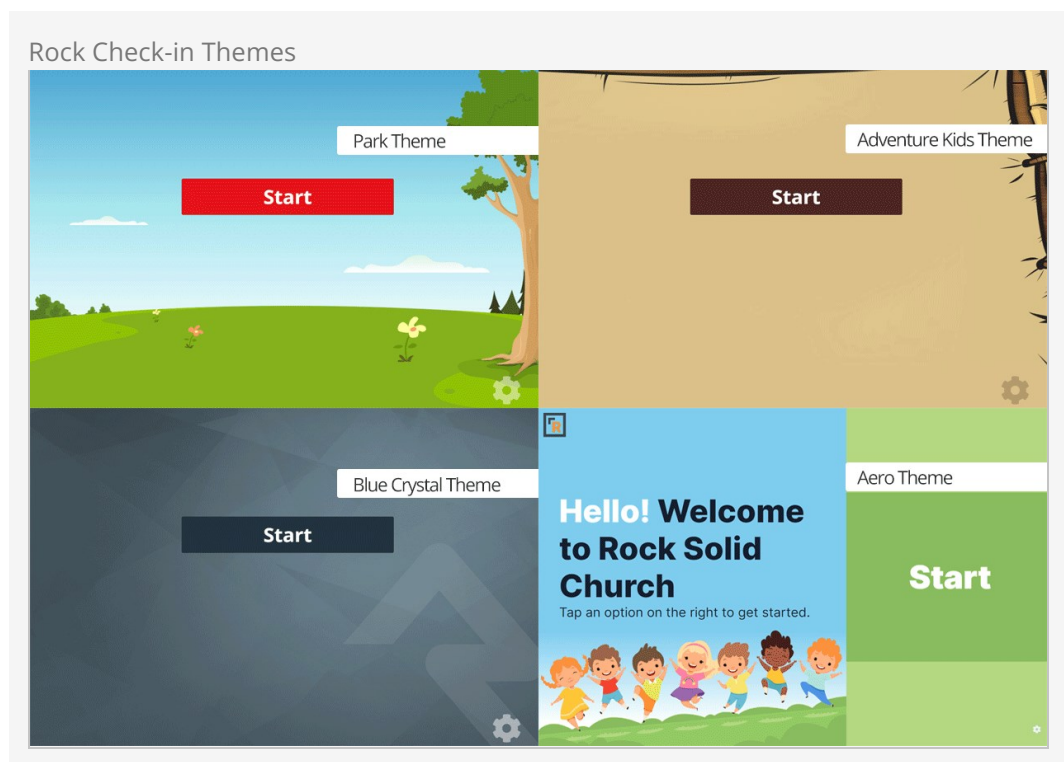 Rock Check-in Themes
Park Theme
Start
Adventure Kids Theme
Start
Blue Crystal Theme
Start
R
Hello! Welcome
to Rock Solid
Church
Tap an option on the right to get started.
Aero Theme
Start